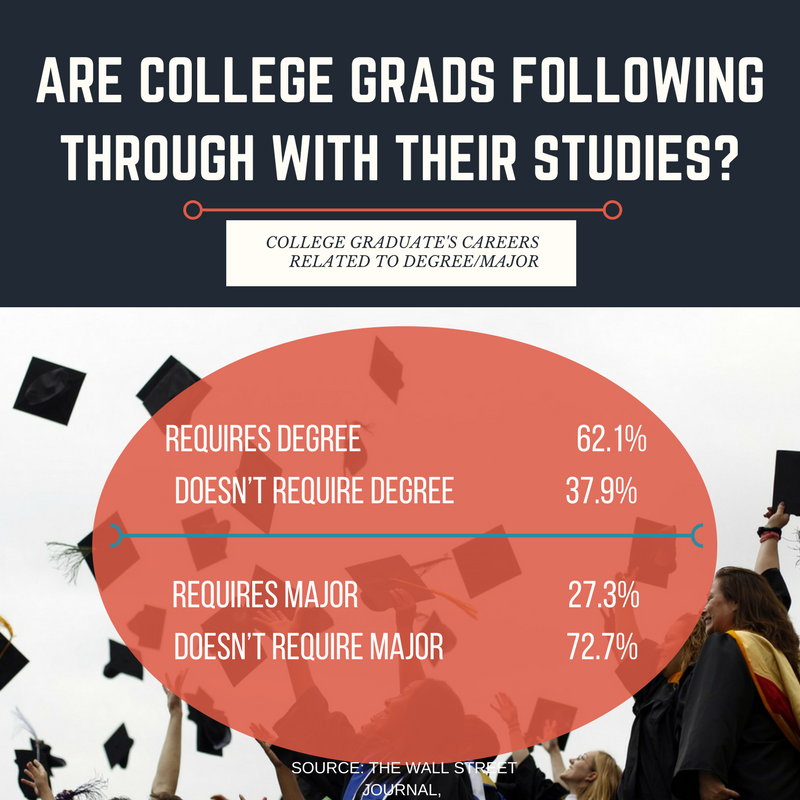 ARE COLLEGE GRADS FOLLOWING
THROUGH WITH THEIR STUDIES?
COLLEGE GRADUATE'S CAREERS
RELATED TO DEGREE/MAJOR
REQUIRES DEGREE 62.1%
DOESN'T REQUIRE DEGREE 37.9%
REQUIRES MAJOR 27.3%
DOESN'T REQUIRE MAJOR 72.7%
SOURCE: THE WALL STREET
JOURNAL,